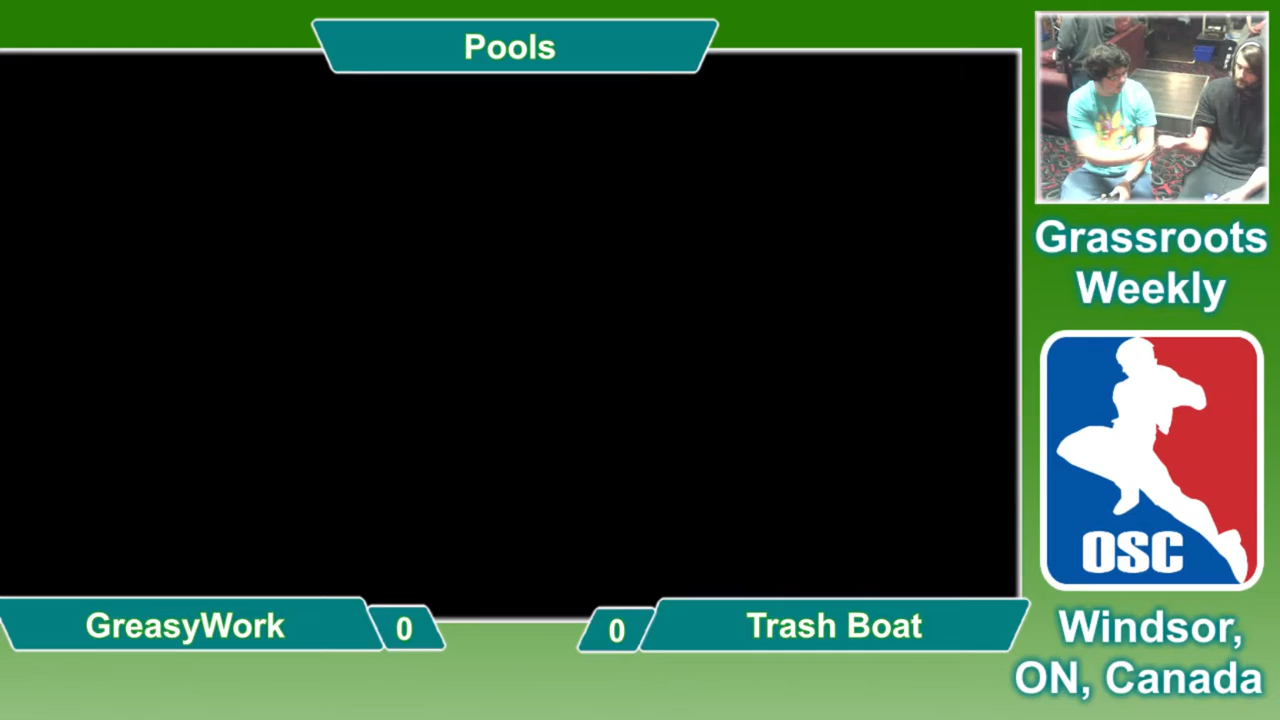 Pools
Grassroots
Weekly
OSC
GreasyWork
0
0
Trash Boat
Windsor,
ON, Canada